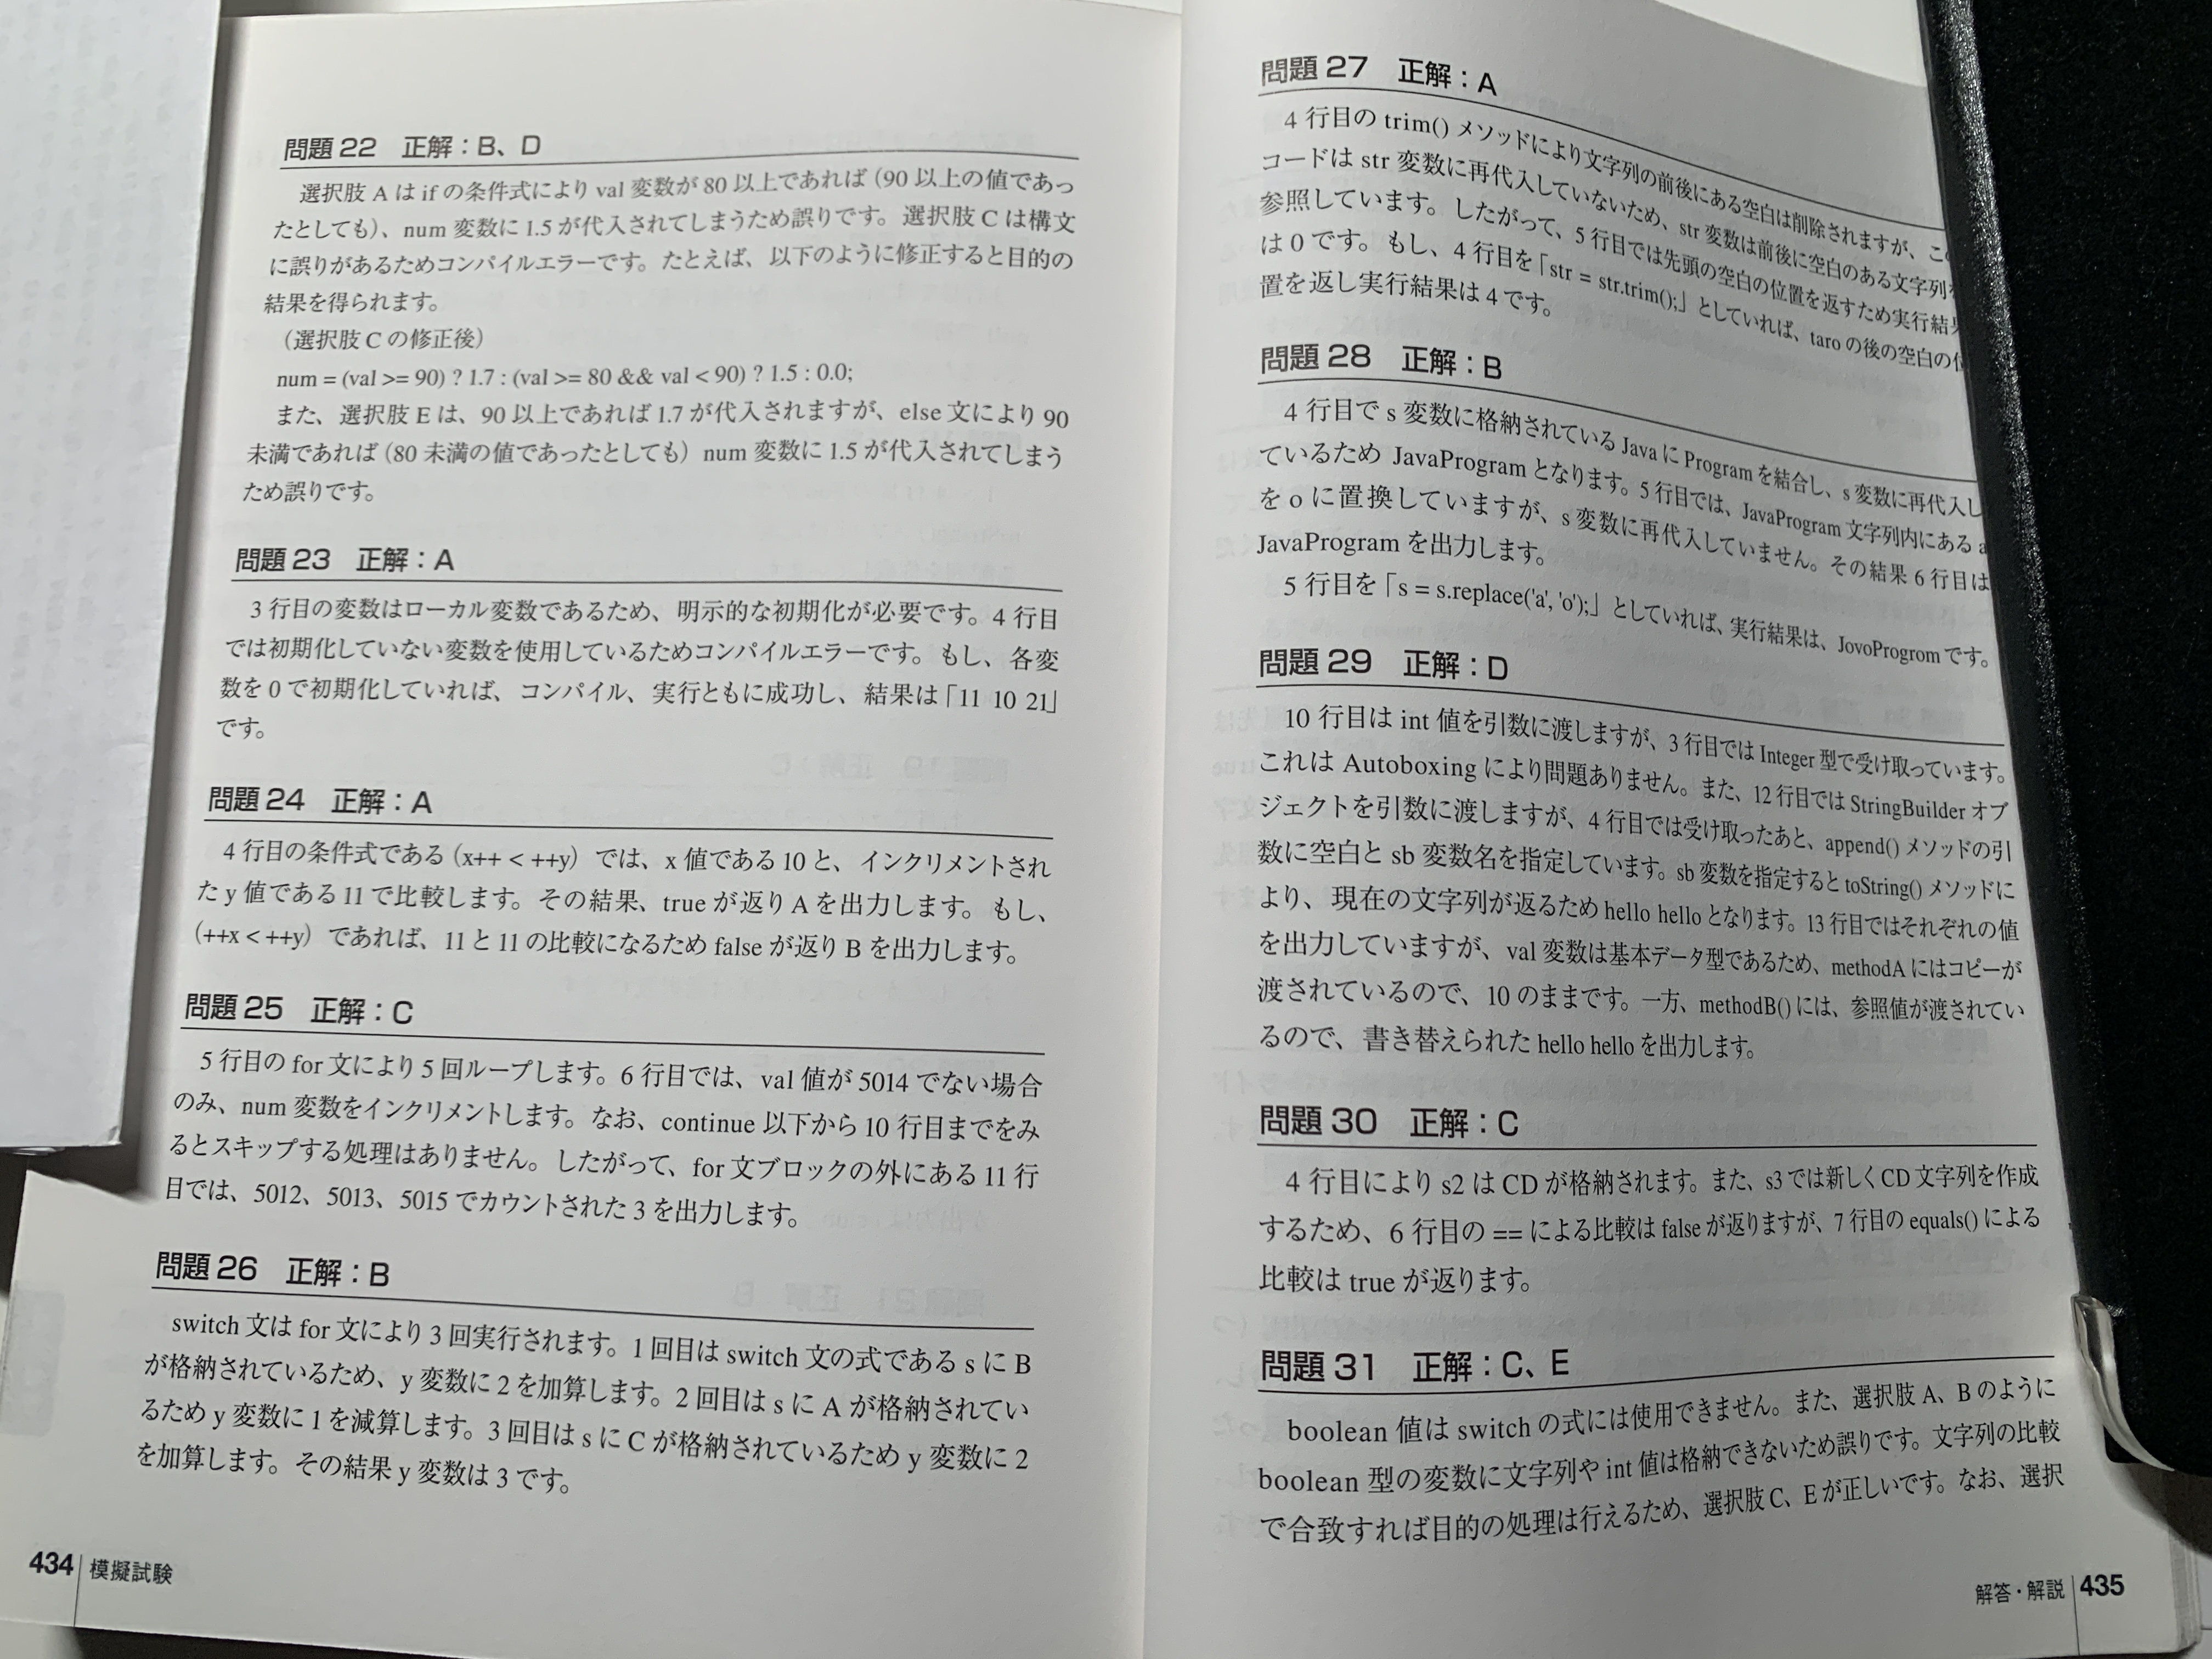 問題22 正解：B、D
選択肢 A は if の条件式により val 変数が 80 以上であれば（90 以上の値であっ
たとしても）、num 変数に 1.5 が代入されてしまうため誤りです。選択肢 C は構文
に誤りがあるためコンパイルエラーです。たとえば、以下のように修正すると目的の
結果を得られます。
（選択肢 C の修正後）
num = (val >= 90) ? 1.7 : (val >= 80 && val < 90) ? 1.5 : 0.0;
また、選択肢 E は、90 以上であれば 1.7 が代入されますが、else 文により 90
未満であれば（80 未満の値であったとしても）num 変数に 1.5 が代入されてしまう
ため誤りです。
問題23 正解：A
3 行目の変数はローカル変数であるため、明示的な初期化が必要です。4 行目
では初期化していない変数を使用しているためコンパイルエラーです。もし、各変
数を 0 で初期化していれば、コンパイル、実行ともに成功し、結果は「11 10 21」
です。
問題24 正解：A
4 行目の条件式である（x++ < ++y）では、x 値である 10 と、インクリメントされ
た y 値である 11 で比較します。その結果、true が返り A を出力します。もし、
（++x < ++y）であれば、11 と 11 の比較になるため false が返り B を出力します。
問題25 正解：C
5 行目の for 文により 5 回ループします。6 行目では、val 値が 5014 でない場合
のみ、num 変数をインクリメントします。なお、continue 以下から 10 行目までをみ
るとスキップする処理はありません。したがって、for 文ブロックの外にある 11 行
目では、5012、5013、5015 でカウントされた 3 を出力します。
問題26 正解：B
switch 文は for 文により 3 回実行されます。1 回目は switch 文の式である s に B
が格納されているため、y 変数に 2 を加算します。2 回目は s に A が格納されてい
るため y 変数に 1 を減算します。3 回目は s に C が格納されているため y 変数に 2
を加算します。その結果 y 変数は 3 です。
434 模擬試験
問題27 正解：A
4 行目の trim() メソッドにより文字列の前後にある空白は削除されますが、こ
コードは str 変数に再代入していないため、str 変数は前後に空白のある文字列
参照しています。したがって、5 行目では先頭の空白の位置を返すため実行結果
は 0 です。もし、4 行目を「str = str.trim();」としていれば、taro の後の空白の位
置を返し実行結果は 4 です。
問題28 正解：B
4 行目で s 変数に格納されている Java に Program を結合し、s 変数に再代入し
ているため JavaProgram となります。5 行目では、JavaProgram 文字列内にある a
を o に置換していますが、s 変数に再代入していません。その結果 6 行目は
JavaProgram を出力します。
5 行目を「s = s.replace('a', 'o');」としていれば、実行結果は、JovoProgrom です。
問題29 正解：D
10 行目は int 値を引数に渡しますが、3 行目では Integer 型で受け取っています。
これは Autoboxing により問題ありません。また、12 行目では StringBuilder オブ
ジェクトを引数に渡しますが、4 行目では受け取ったあと、append() メソッドの引
数に空白と sb 変数名を指定しています。sb 変数を指定すると toString() メソッドに
より、現在の文字列が返るため hello hello となります。13 行目ではそれぞれの値
を出力していますが、val 変数は基本データ型であるため、methodA にはコピーが
渡されているので、10 のままです。一方、methodB() には、参照値が渡されてい
るので、書き替えられた hello hello を出力します。
問題30 正解：C
4 行目により s2 は CD が格納されます。また、s3 では新しく CD 文字列を作成
するため、6 行目の == による比較は false が返りますが、7 行目の equals() による
比較は true が返ります。
問題31 正解：C、E
boolean 値は switch の式には使用できません。また、選択肢 A、B のように
boolean 型の変数に文字列や int 値は格納できないため誤りです。文字列の比較
で合致すれば目的の処理は行えるため、選択肢 C、E が正しいです。なお、選択
解答・解説 435